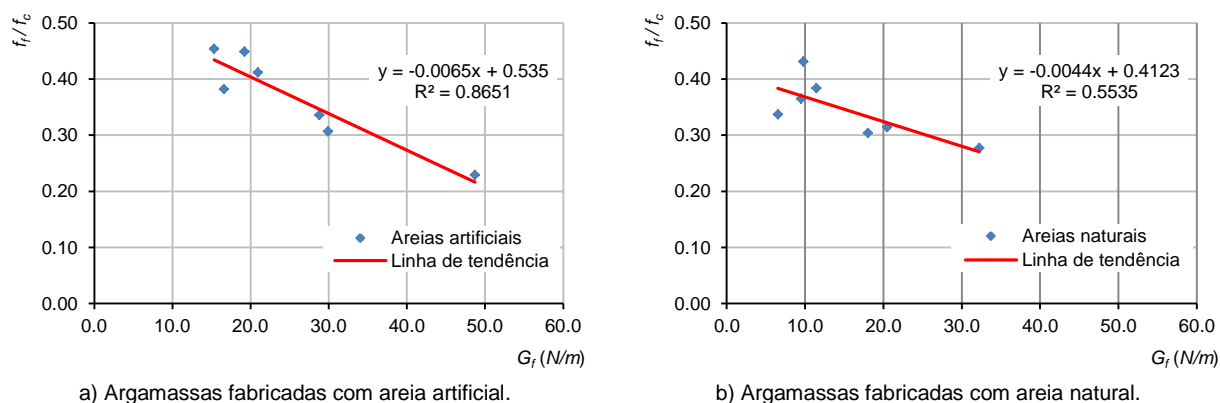 f_f / f_c
0.50
0.40
0.30
0.20
0.10
0.00
0.0
10.0
20.0
30.0
40.0
50.0
60.0
G_f (N/m)
y = -0.0065x + 0.535
R² = 0.8651
Areias artificiais
Linha de tendência
a) Argamassas fabricadas com areia artificial.
f_f / f_c
0.50
0.40
0.30
0.20
0.10
0.00
0.0
10.0
20.0
30.0
40.0
50.0
60.0
G_f (N/m)
y = -0.0044x + 0.4123
R² = 0.5535
Areias naturais
Linha de tendência
b) Argamassas fabricadas com areia natural.